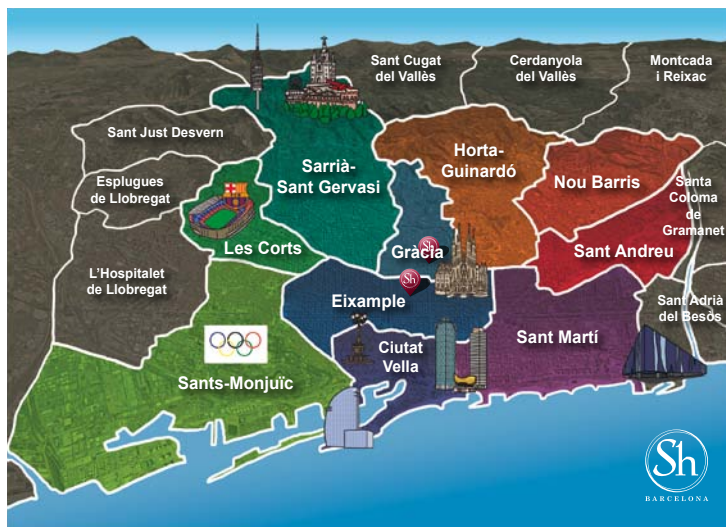 Sant Cugat
del Vallès
Cerdanyola
del Vallès
Montcada
i Reixac
Sant Just Desvern
Sarrià-
Sant Gervasi
Horta-
Guinardó
Nou Barris
Santa
Coloma
de
Gramanet
Esplugues
de Llobregat
Les Corts
Gràcia
Sh
Sant Andreu
L'Hospitalet
de Llobregat
Sh
Eixample
Sant Adrià
del Besòs
Sant Martí
Ciutat
Vella
Sants-Monjuïc
Sh
BARCELONA